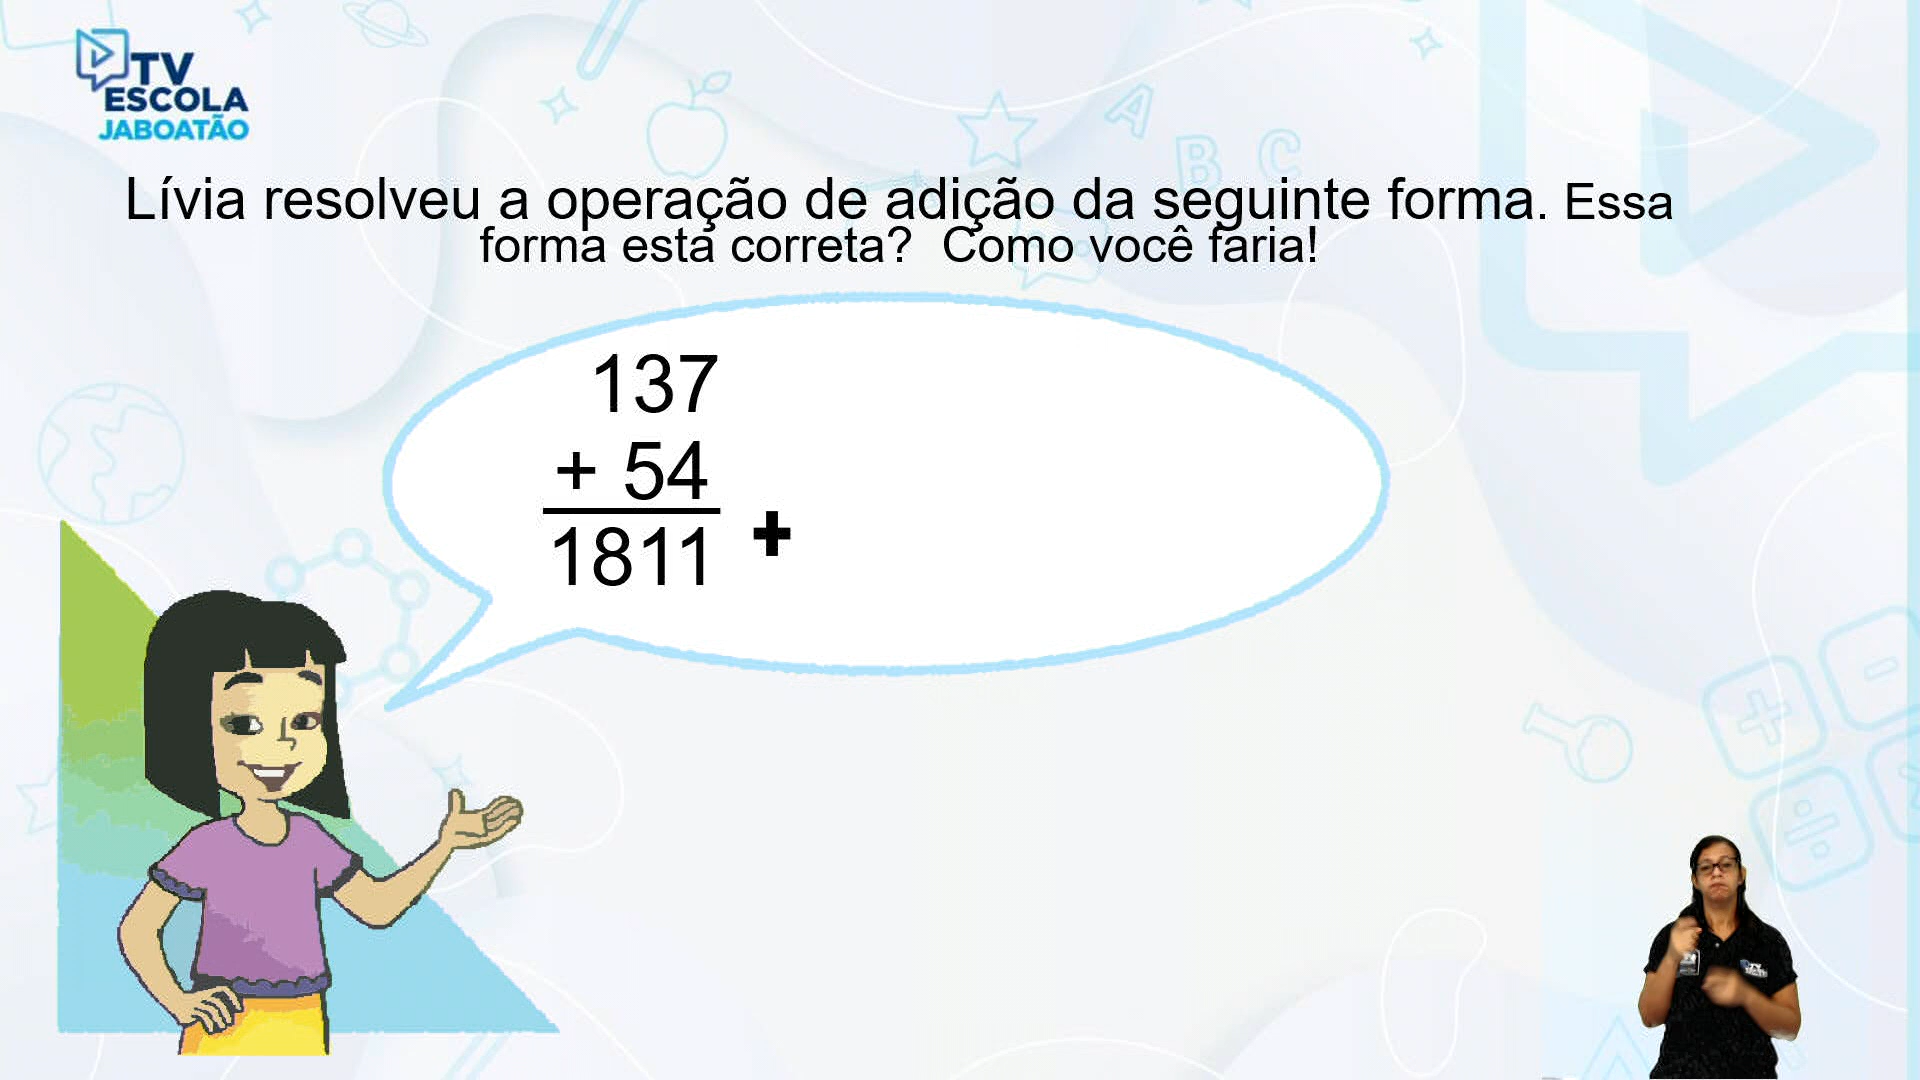 TV
ESCOLA
JABOATÃO
A
B C
Lívia resolveu a operação de adição da seguinte forma. Essa
forma esta correta?  Como você faria!
137
+ 54
1811 +